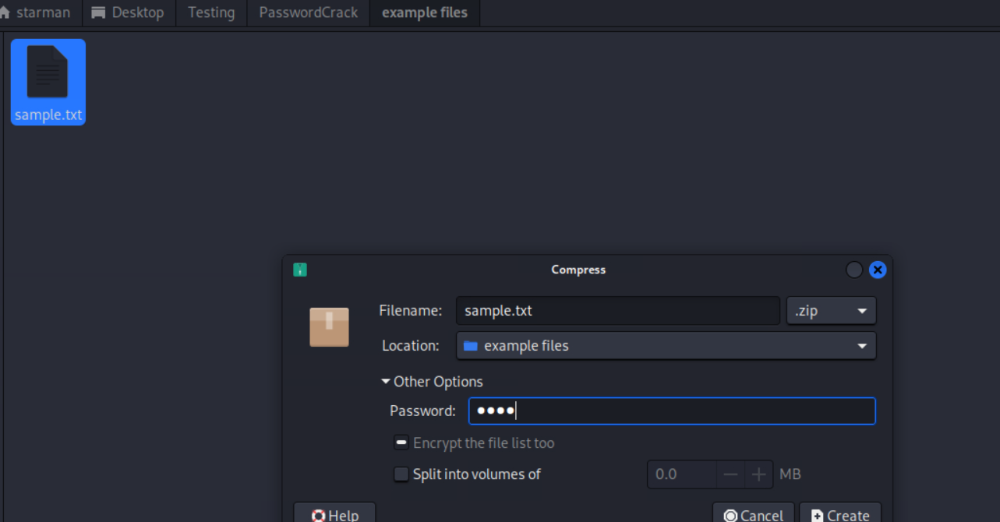 starman Desktop Testing PasswordCrack example files
sample.txt
Compress
Filename: sample.txt .zip
Location: example files
Other Options
Password: ●●●●
Encrypt the file list too
Split into volumes of 0.0 MB
Help Cancel Create